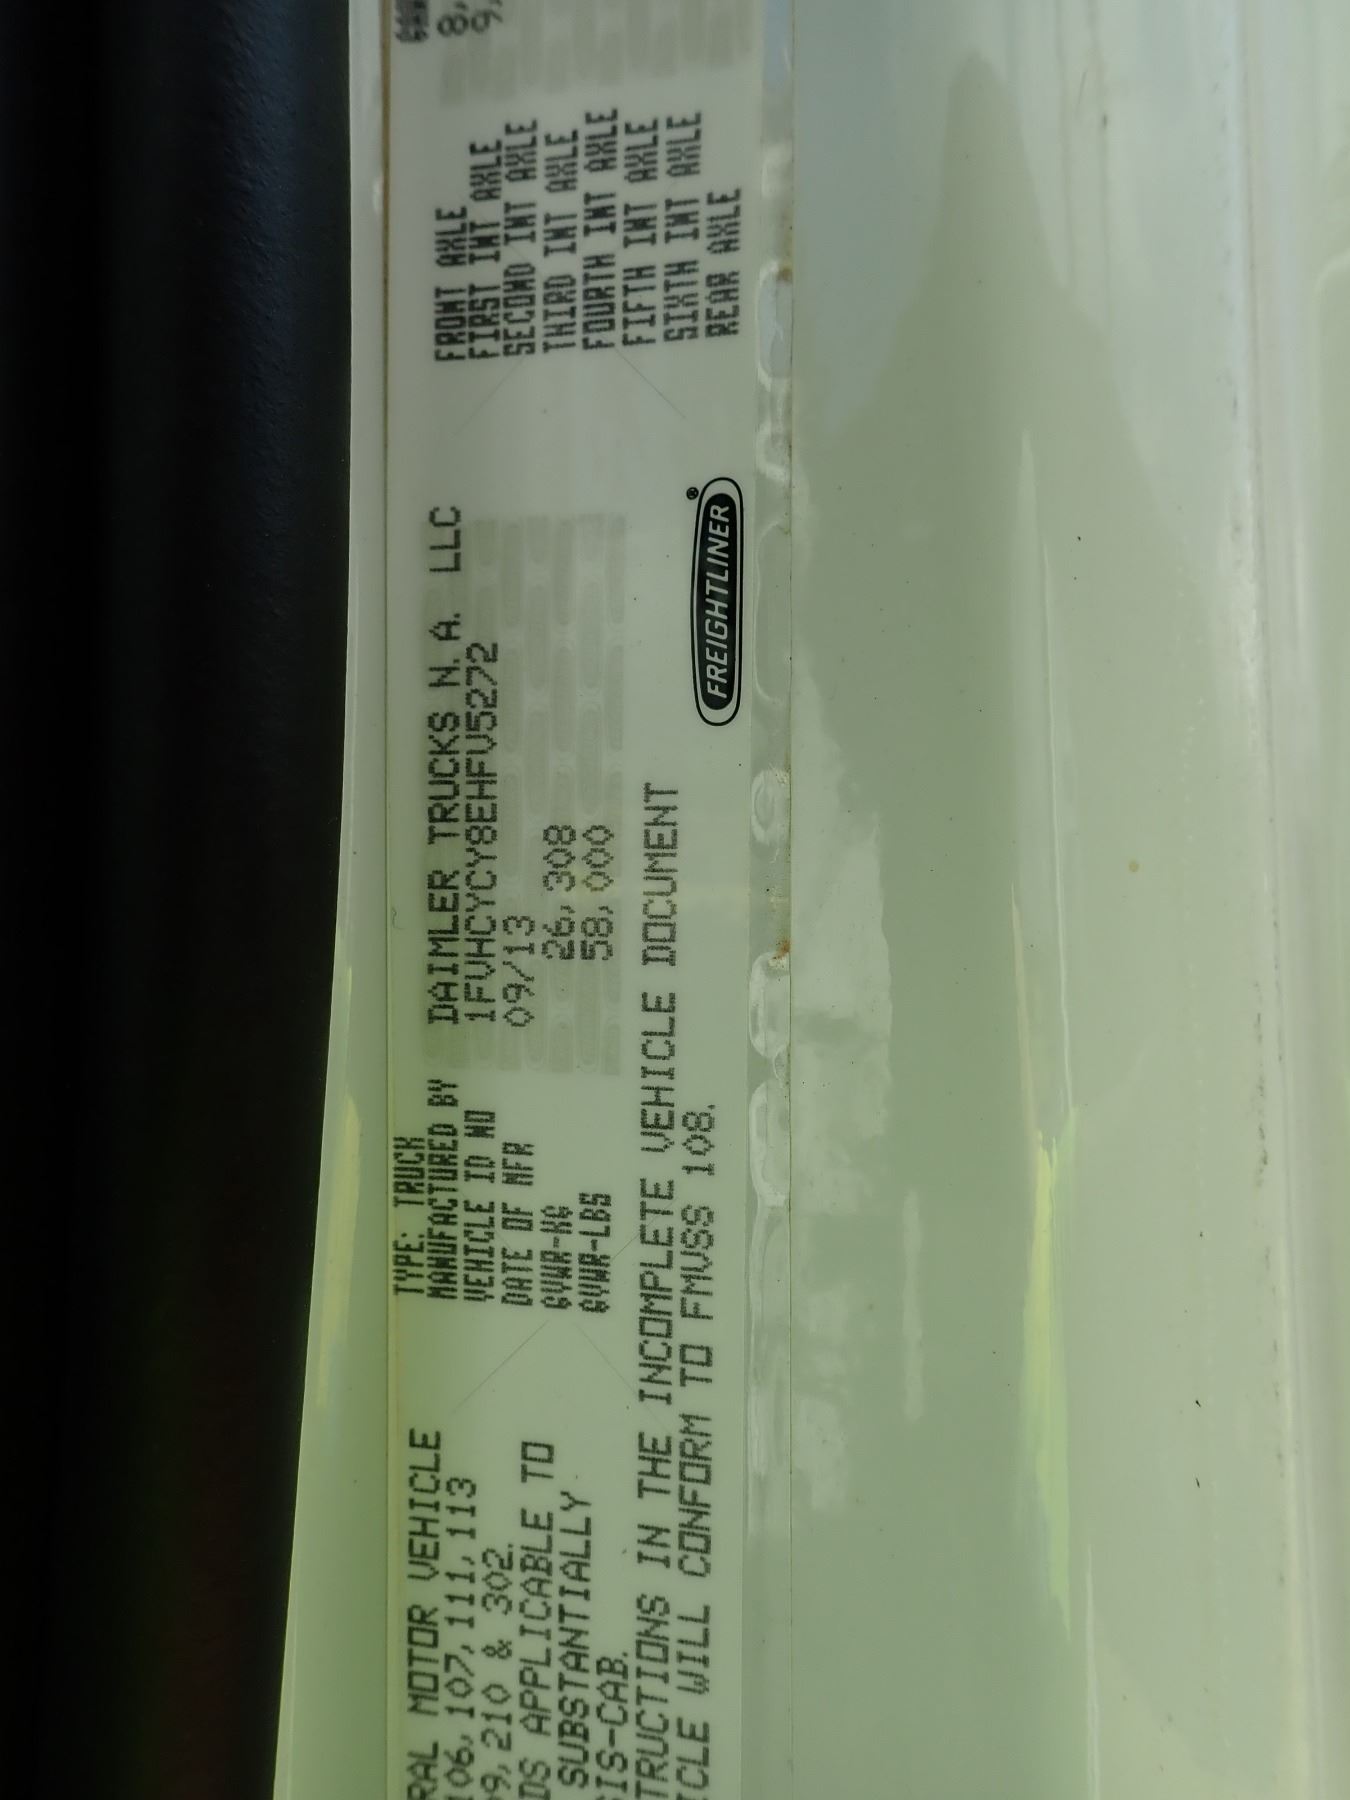 RAL MOTOR VEHICLE
106, 107, 111, 113
9, 210 & 302.
DS APPLICABLE TO
SUBSTANTIALLY
IS-CAB.
TRUCTIONS IN THE INCOMPLETE VEHICLE DOCUMENT
ICLE WILL CONFORM TO FMVSS 108.
TYPE: TRUCK
MANUFACTURED BY DAIMLER TRUCKS N.A. LLC
VEHICLE ID NO 1FVHCYCY8EHFV5272
DATE OF MFR 09/13
GVWR-KG 26,308
GVWR-LBS 58,000
FREIGHTLINER®
FRONT AXLE 8,
FIRST INT AXLE 9,
SECOND INT AXLE
THIRD INT AXLE
FOURTH INT AXLE
FIFTH INT AXLE
SIXTH INT AXLE
REAR AXLE